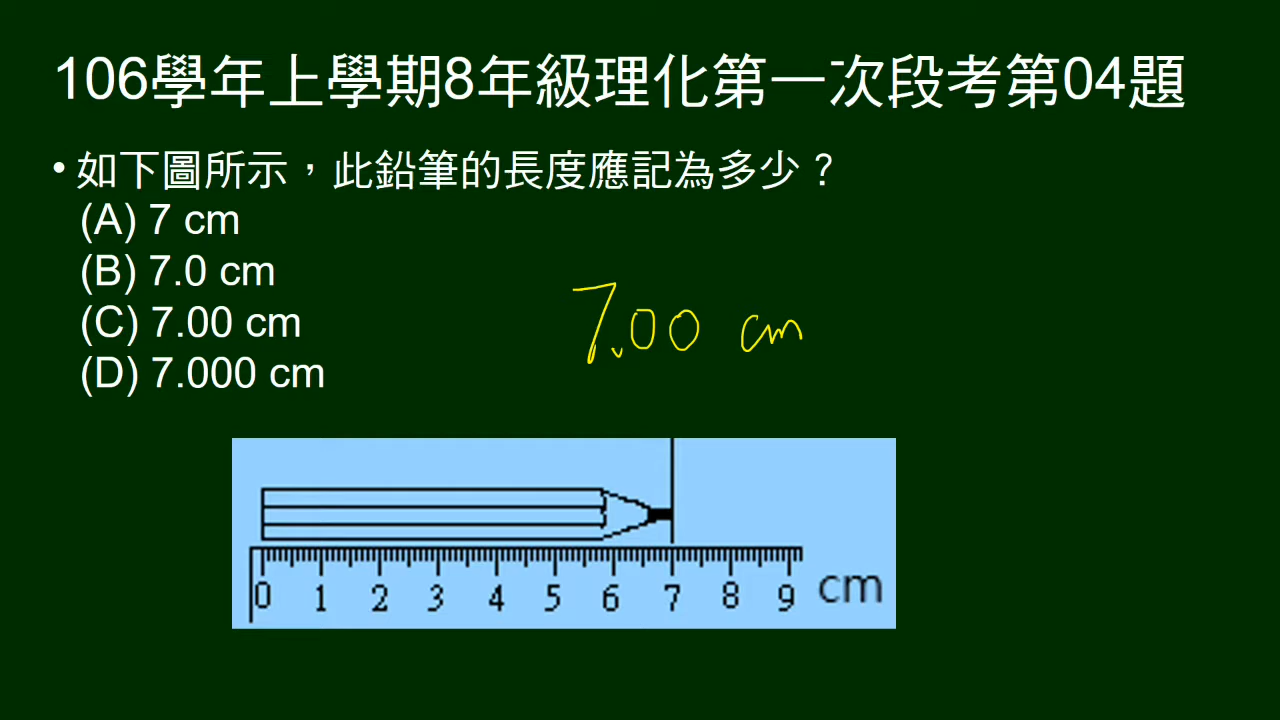 106學年上學期8年級理化第一次段考第04題
• 如下圖所示，此鉛筆的長度應記為多少？
(A) 7 cm
(B) 7.0 cm
(C) 7.00 cm
(D) 7.000 cm
7.00 cm
0 1 2 3 4 5 6 7 8 9 cm